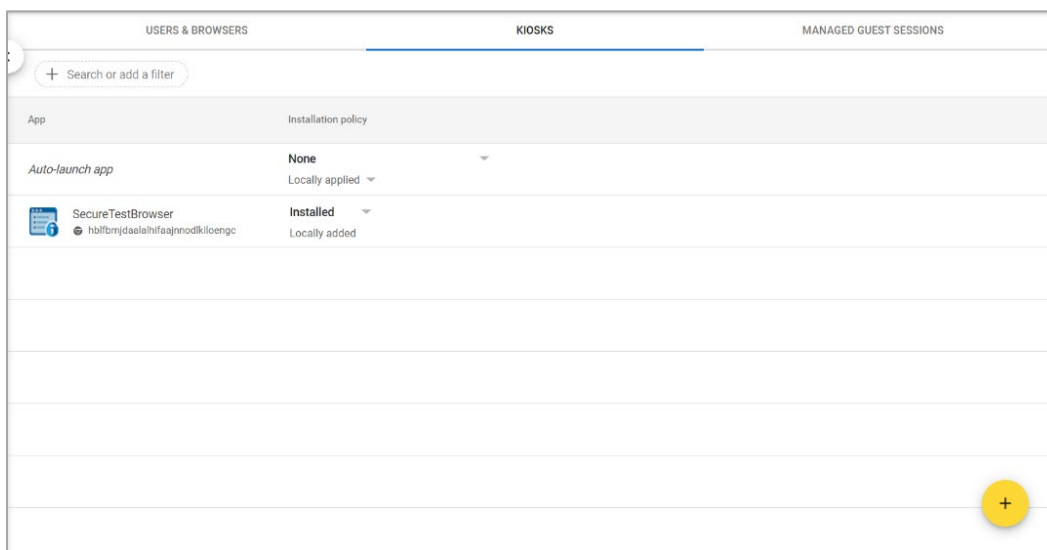 USERS & BROWSERS
KIOSKS
MANAGED GUEST SESSIONS
+ Search or add a filter
App
Installation policy
Auto-launch app
None
Locally applied
SecureTestBrowser
Installed
hblfbmjdaalalhifaajnnodlkiloengc
Locally added
+